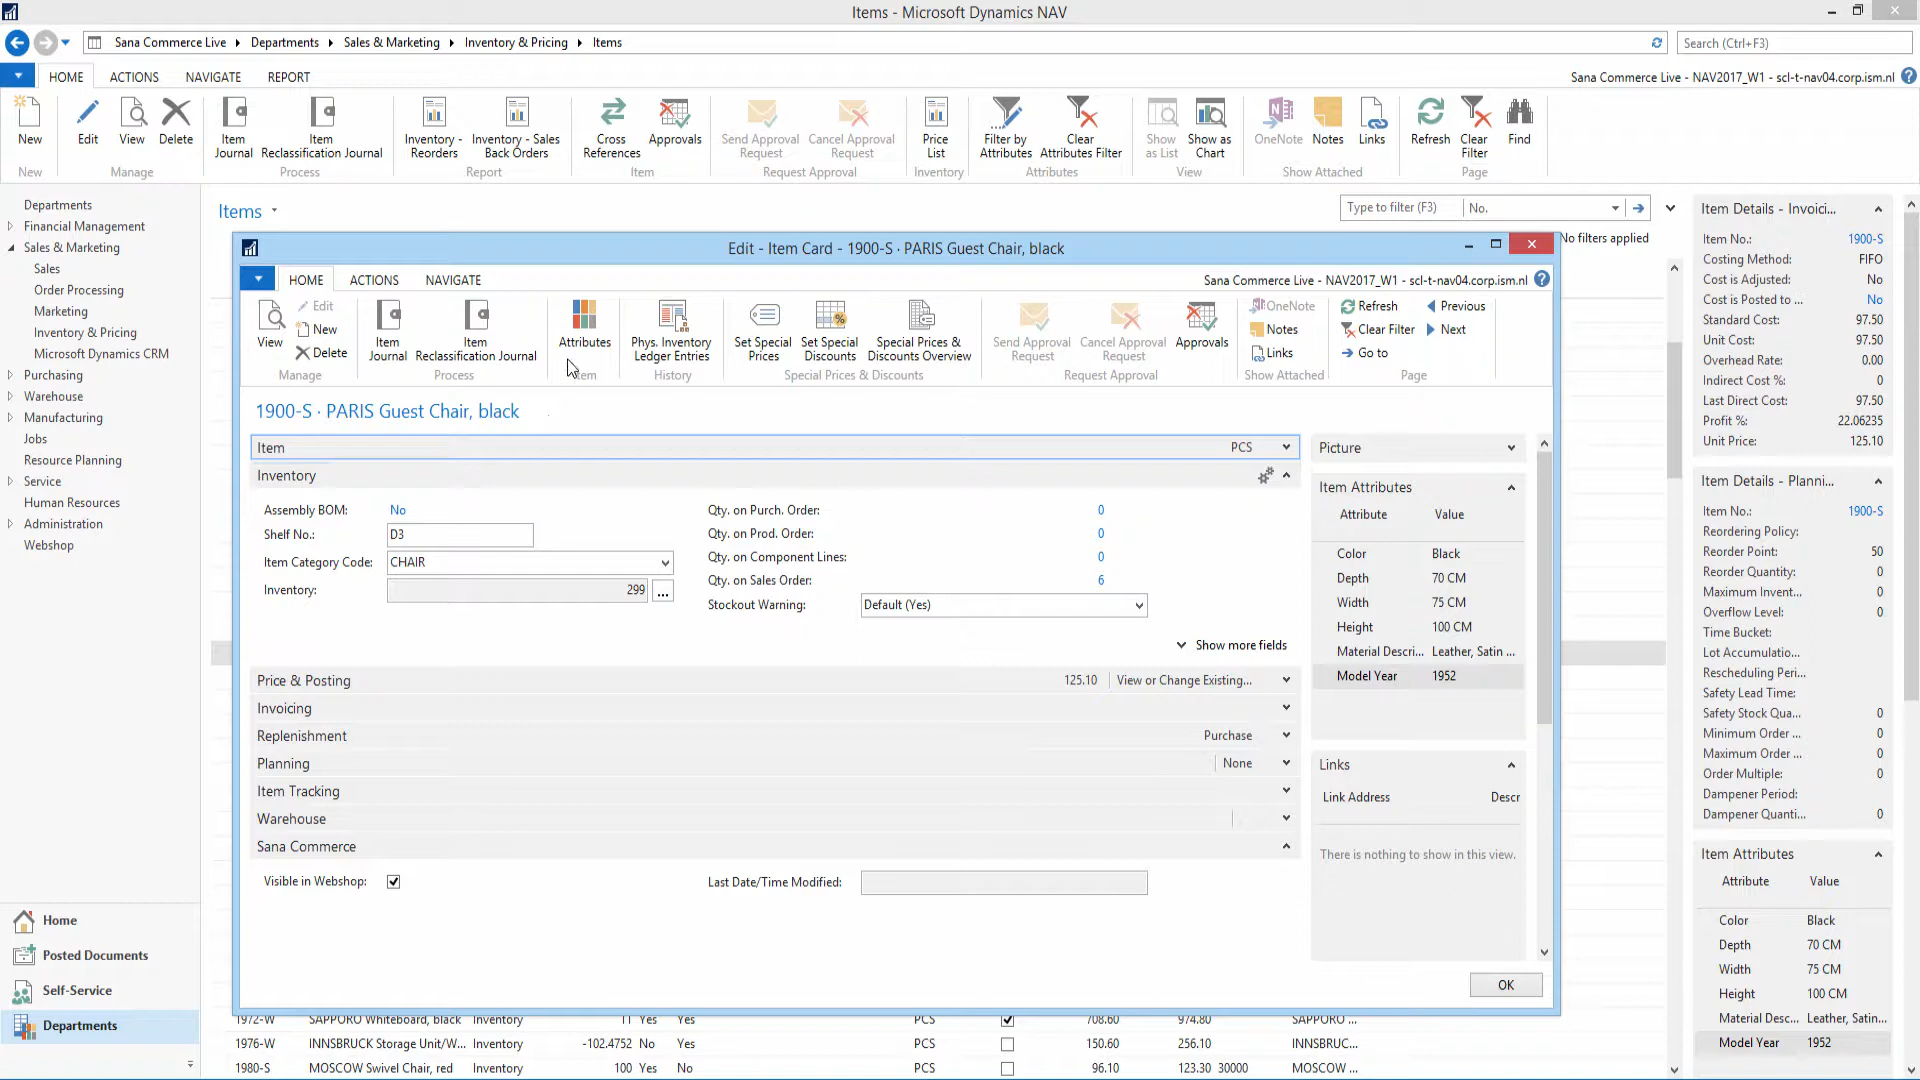 Items - Microsoft Dynamics NAV
Sana Commerce Live Departments Sales & Marketing Inventory & Pricing Items
Search (Ctrl+F3)
HOME ACTIONS NAVIGATE REPORT
Sana Commerce Live - NAV2017_W1 - scl-t-nav04.corp.ism.nl
New
Edit
View
Delete
Item Journal
Item Reclassification Journal
Inventory - Reorders
Inventory - Sales Back Orders
Cross References
Approvals
Send Approval Request
Cancel Approval Request
Price List
Filter by Attributes
Clear Attributes Filter
Show as List
Show as Chart
OneNote
Notes
Links
Refresh
Clear Filter
Find
New Manage Process Report Item Request Approval Inventory Attributes View Show Attached Page
Departments
Financial Management
Sales & Marketing
Sales
Order Processing
Marketing
Inventory & Pricing
Microsoft Dynamics CRM
Purchasing
Warehouse
Manufacturing
Jobs
Resource Planning
Service
Human Resources
Administration
Webshop
Home
Posted Documents
Self-Service
Departments
Items
Type to filter (F3) No.
No filters applied
Edit - Item Card - 1900-S · PARIS Guest Chair, black
HOME ACTIONS NAVIGATE
Sana Commerce Live - NAV2017_W1 - scl-t-nav04.corp.ism.nl
View
Edit
New
Delete
Item Journal
Item Reclassification Journal
Attributes
Phys. Inventory Ledger Entries
Set Special Prices
Set Special Discounts
Special Prices & Discounts Overview
Send Approval Request
Cancel Approval Request
Approvals
OneNote
Notes
Links
Refresh
Clear Filter
Go to
Previous
Next
Manage Process History Special Prices & Discounts Request Approval Show Attached Page
1900-S · PARIS Guest Chair, black
Item PCS
Inventory
Assembly BOM: No
Shelf No.: D3
Item Category Code: CHAIR
Inventory: 299 ...
Qty. on Purch. Order: 0
Qty. on Prod. Order: 0
Qty. on Component Lines: 0
Qty. on Sales Order: 6
Stockout Warning: Default (Yes)
Show more fields
Price & Posting 125.10 View or Change Existing...
Invoicing
Replenishment Purchase
Planning None
Item Tracking
Warehouse
Sana Commerce
Visible in Webshop:
Last Date/Time Modified:
Picture
Item Attributes
Attribute Value
Color Black
Depth 70 CM
Width 75 CM
Height 100 CM
Material Descri... Leather, Satin ...
Model Year 1952
Links
Link Address Descr
There is nothing to show in this view.
OK
1972-W SAPPORO Whiteboard, black Inventory 11 Yes Yes PCS 708.60 974.80 SAPPORO ...
1976-W INNSBRUCK Storage Unit/W... Inventory -102.4752 No Yes PCS 150.60 256.10 INNSBRUC...
1980-S MOSCOW Swivel Chair, red Inventory 100 Yes No PCS 96.10 123.30 30000 MOSCOW ...
Item Details - Invoici...
Item No.: 1900-S
Costing Method: FIFO
Cost is Adjusted: No
Cost is Posted to ... No
Standard Cost: 97.50
Unit Cost: 97.50
Overhead Rate: 0.00
Indirect Cost %: 0
Last Direct Cost: 97.50
Profit %: 22.06235
Unit Price: 125.10
Item Details - Planni...
Item No.: 1900-S
Reordering Policy:
Reorder Point: 50
Reorder Quantity: 0
Maximum Invent... 0
Overflow Level: 0
Time Bucket:
Lot Accumulatio...
Rescheduling Peri...
Safety Lead Time:
Safety Stock Qua... 0
Minimum Order ... 0
Maximum Order ... 0
Order Multiple: 0
Dampener Period:
Dampener Quanti... 0
Item Attributes
Attribute Value
Color Black
Depth 70 CM
Width 75 CM
Height 100 CM
Material Desc... Leather, Satin...
Model Year 1952